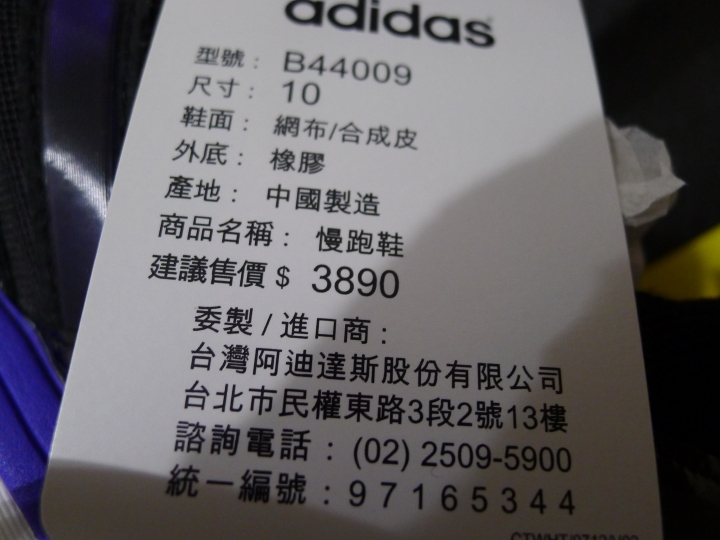 adidas
型號： B44009
尺寸： 10
鞋面： 網布/合成皮
外底： 橡膠
產地： 中國製造
商品名稱： 慢跑鞋
建議售價 $ 3890
委製 / 進口商：
台灣阿迪達斯股份有限公司
台北市民權東路3段2號13樓
諮詢電話：(02) 2509-5900
統一編號：97165344